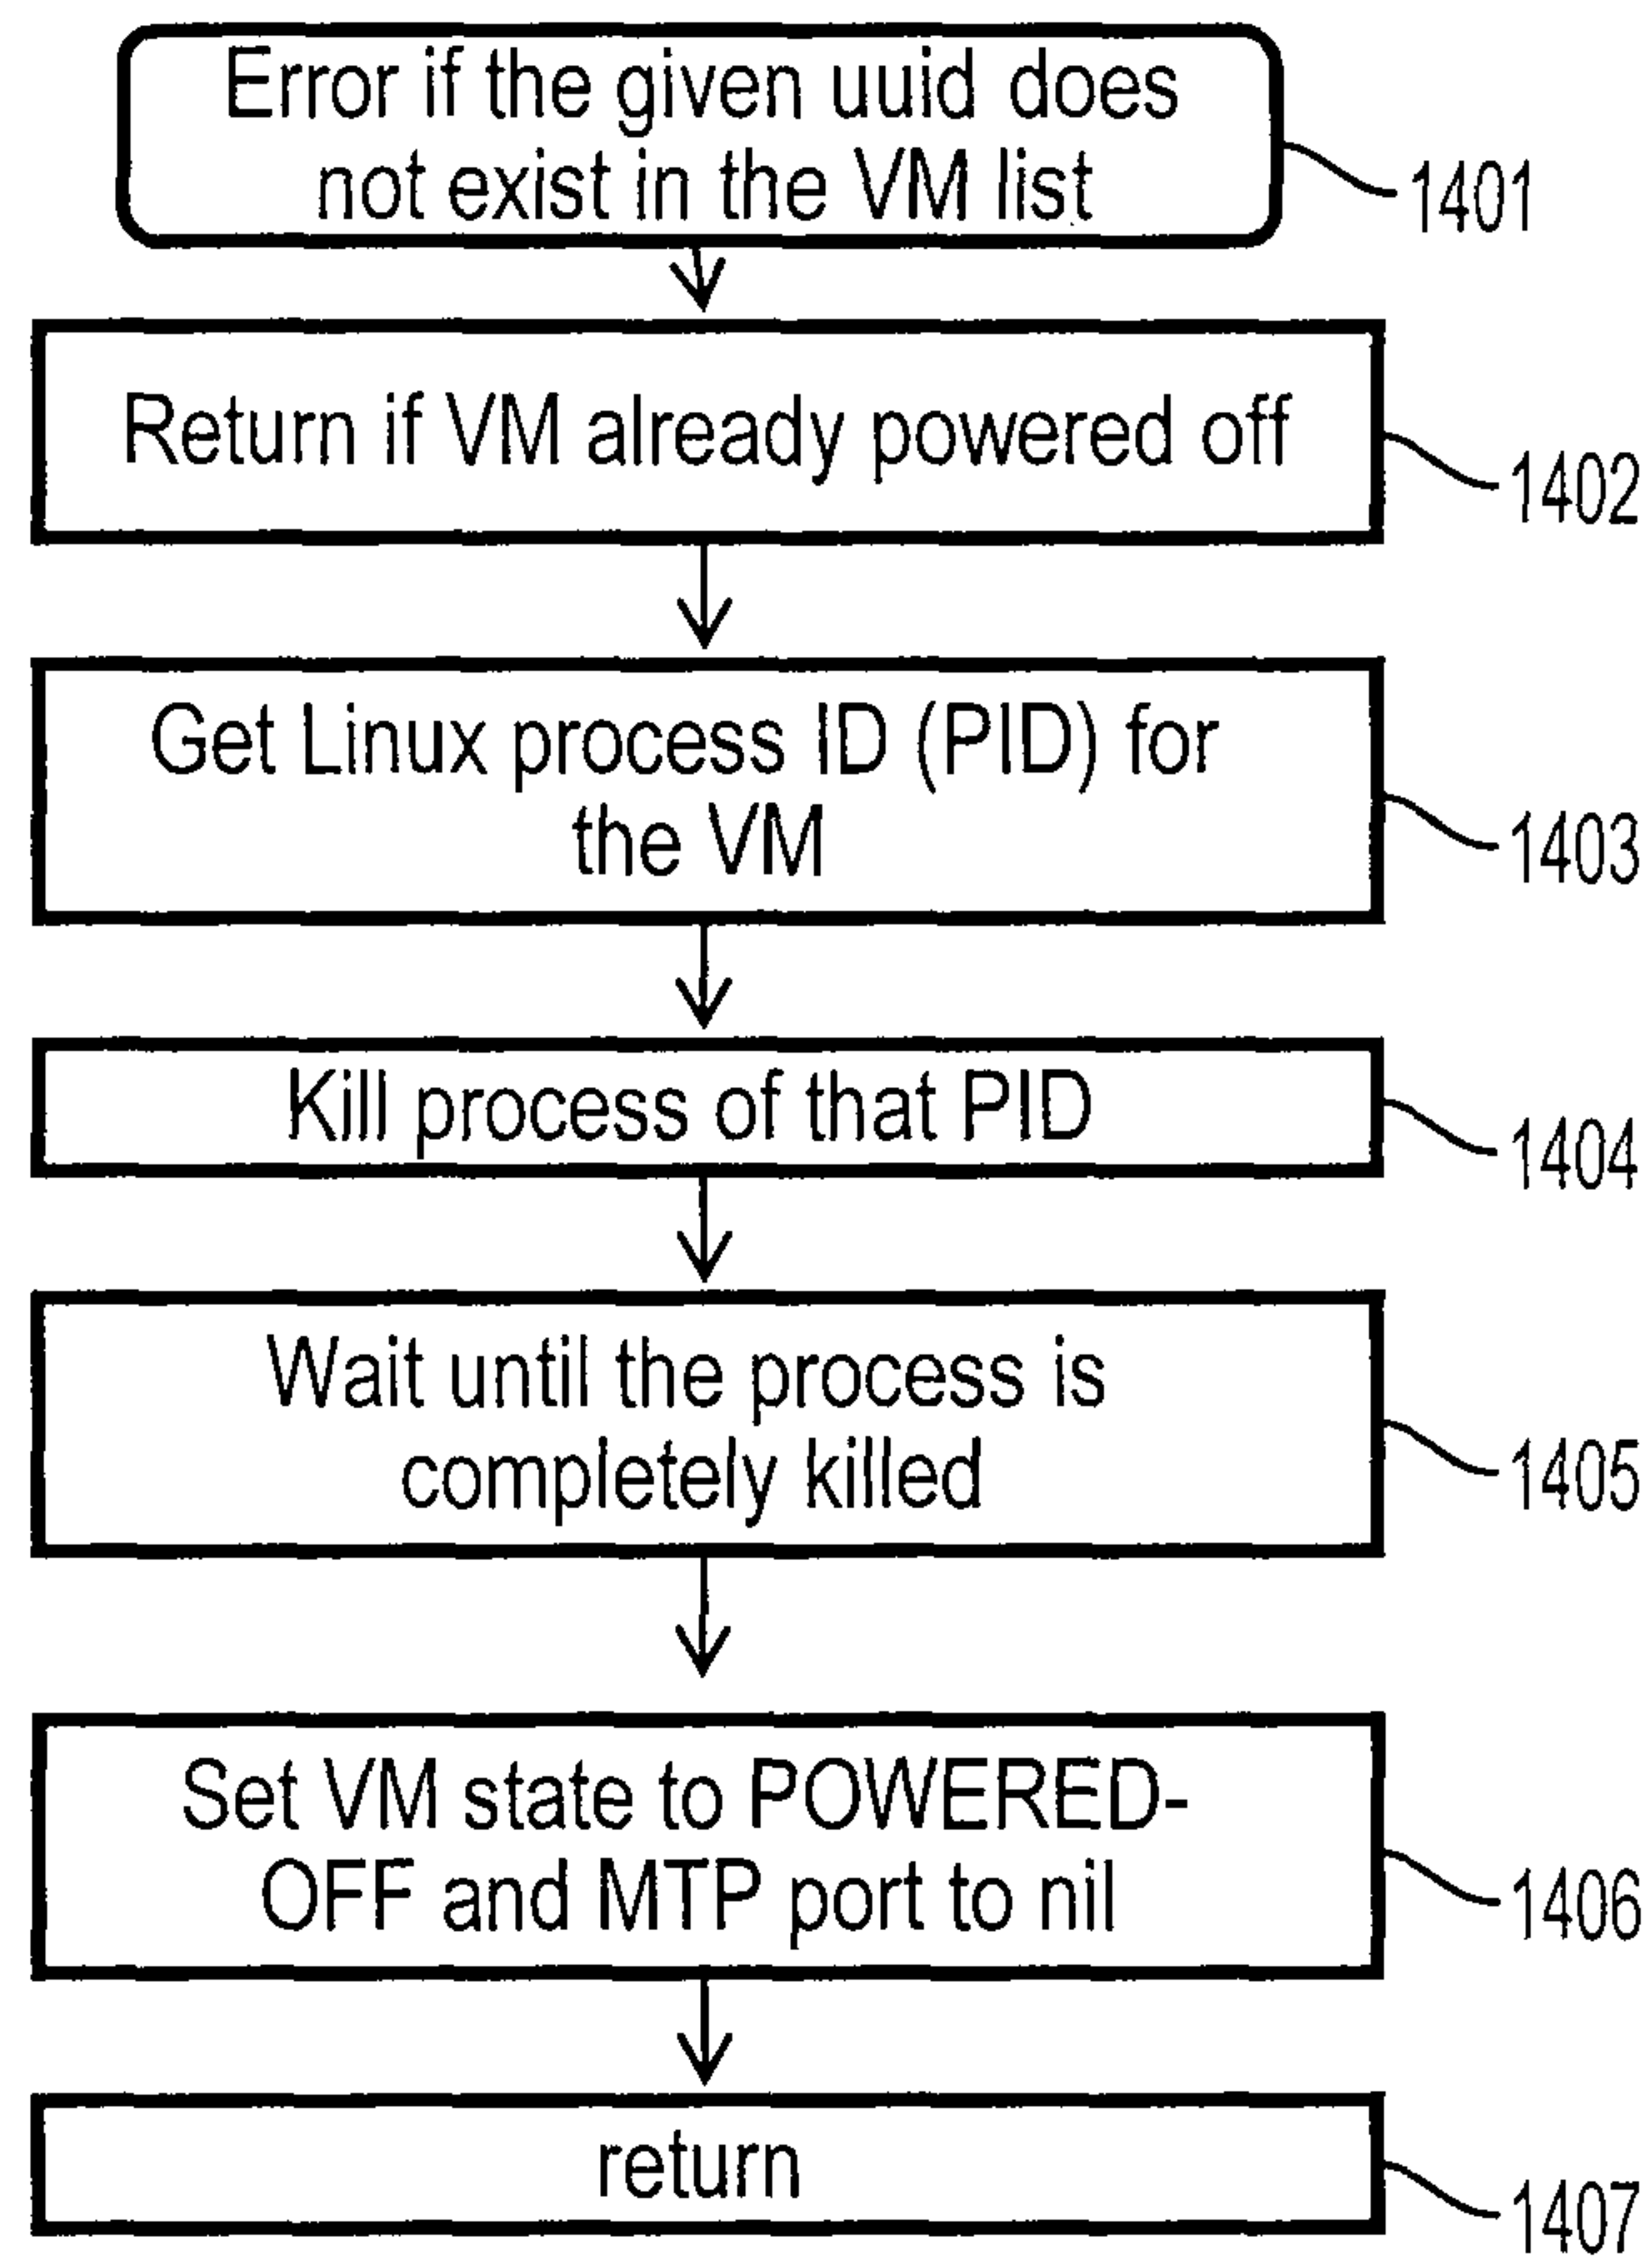 Error if the given uuid does
not exist in the VM list
1401
Return if VM already powered off
1402
Get Linux process ID (PID) for
the VM
1403
Kill process of that PID
1404
Wait until the process is
completely killed
1405
Set VM state to POWERED-
OFF and MTP port to nil
1406
return
1407